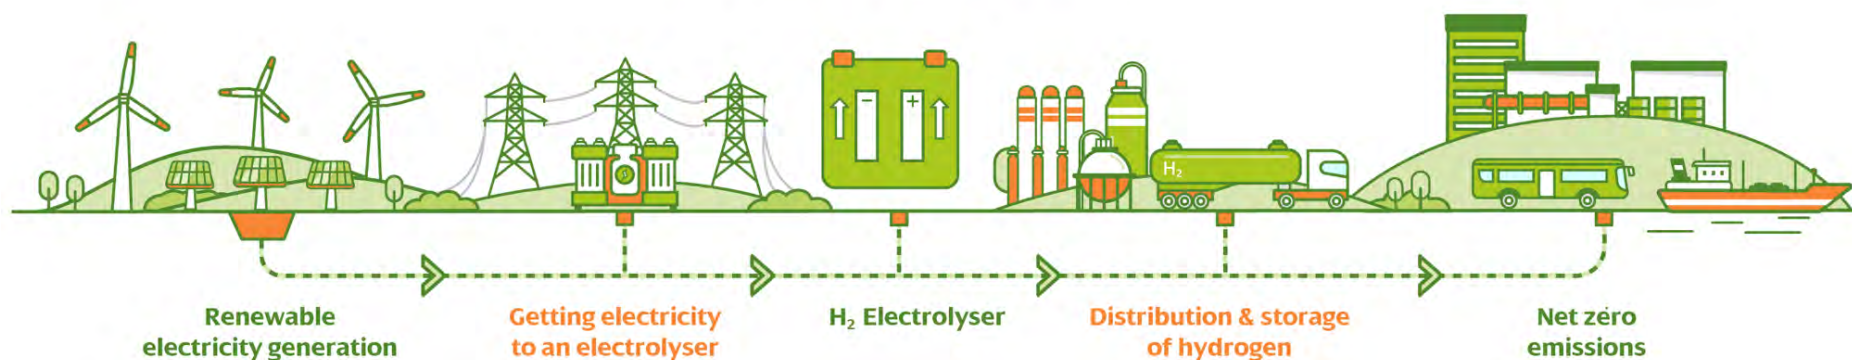 − +
H₂
Renewable
electricity generation
Getting electricity
to an electrolyser
H₂ Electrolyser
Distribution & storage
of hydrogen
Net zero
emissions